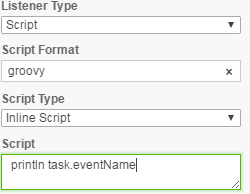 Listener Type
Script
Script Format
groovy ×
Script Type
Inline Script
Script
println task.eventName